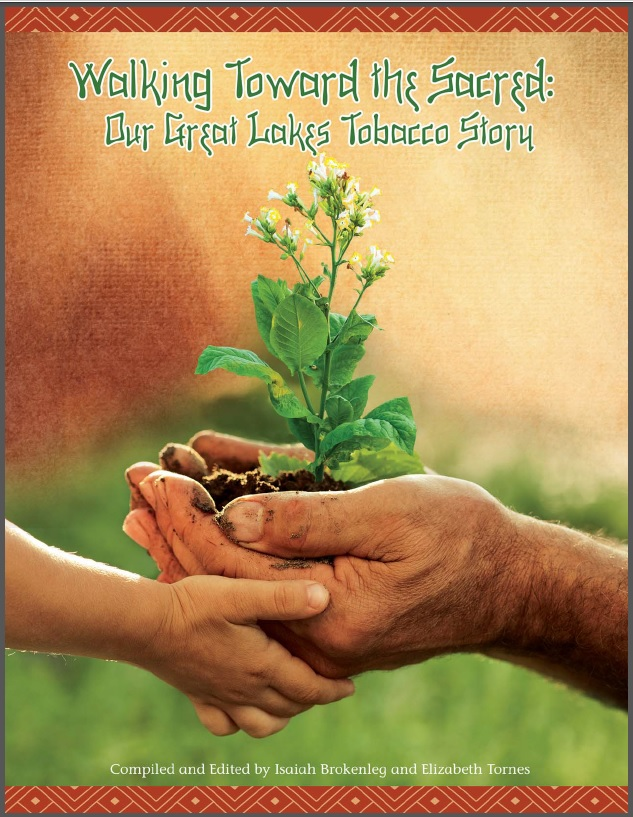 Walking Toward the Sacred:
Our Great Lakes Tobacco Story
Compiled and Edited by Isaiah Brokenleg and Elizabeth Tornes